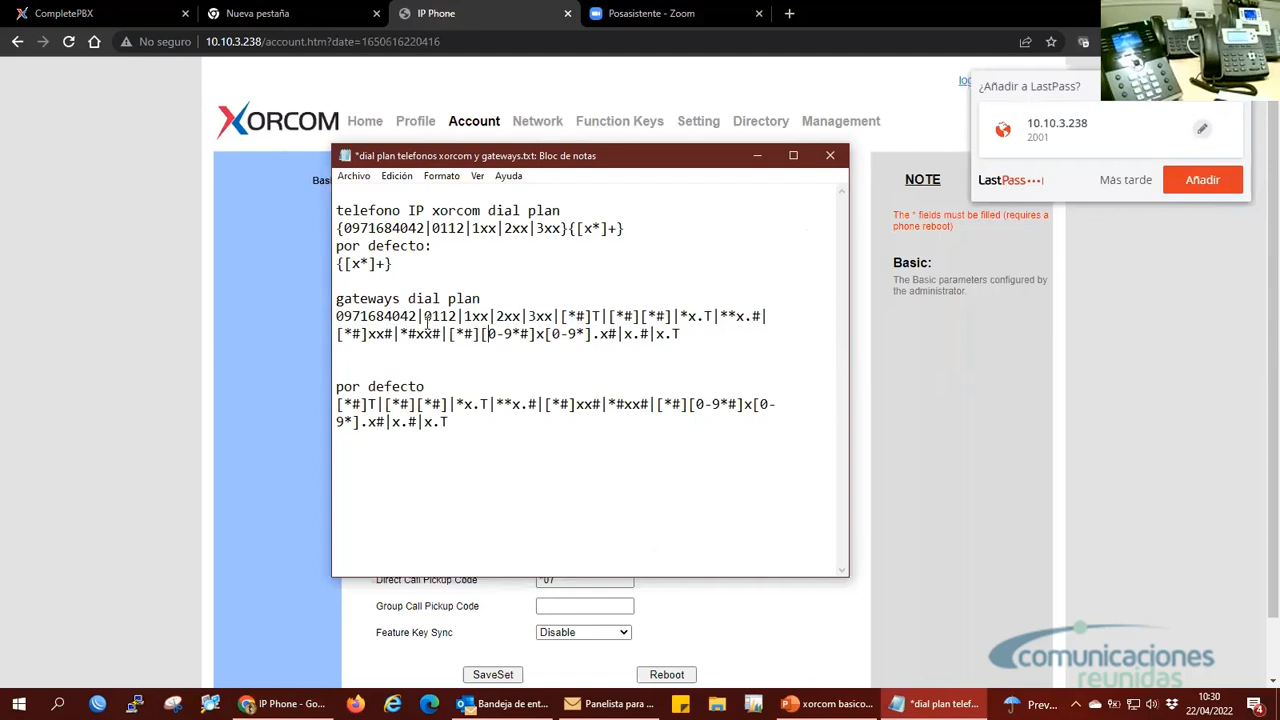 CompletePBX
Nueva pestaña
IP Phone
Posasistente - Zoom
No seguro
10.10.3.238/account.htm?date=1650616220416
¿Añadir a LastPass?
10.10.3.238
2001
LastPass
Más tarde
Añadir
XORCOM
Home
Profile
Account
Network
Function Keys
Setting
Directory
Management
*dial plan telefonos xorcom y gateways.txt: Bloc de notas
Archivo
Edición
Formato
Ver
Ayuda
telefono IP xorcom dial plan
{0971684042|0112|1xx|2xx|3xx}{[x*]+}
por defecto:
{[x*]+}
gateways dial plan
0971684042|0112|1xx|2xx|3xx|[*#]T|[*#][*#]|*x.T|**x.#|
[*#]xx#|*#xx#|[*#][0-9*#]x[0-9*].x#|x.#|x.T
por defecto
[*#]T|[*#][*#]|*x.T|**x.#|[*#]xx#|*#xx#|[*#][0-9*#]x[0-
9*].x#|x.#|x.T
NOTE
The * fields must be filled (requires a
phone reboot)
Basic:
The Basic parameters configured by
the administrator.
Direct Call Pickup Code
*07
Group Call Pickup Code
Feature Key Sync
Disable
SaveSet
Reboot
comunicaciones
reunidas
IP Phone - Go...
Bandeja de ent...
Panelista para ...
xorcom basico...
*dial plan telef...
Prev...
10:30
22/04/2022
4